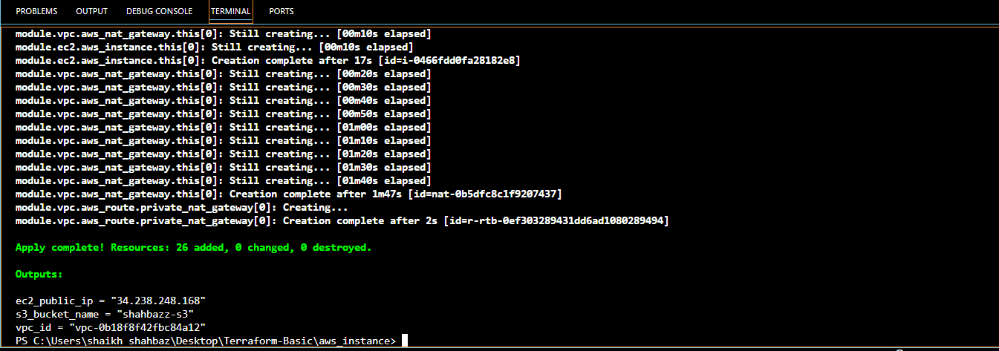 PROBLEMS OUTPUT DEBUG CONSOLE TERMINAL PORTS
module.vpc.aws_nat_gateway.this[0]: Still creating... [00m10s elapsed]
module.ec2.aws_instance.this[0]: Still creating... [00m10s elapsed]
module.ec2.aws_instance.this[0]: Creation complete after 17s [id=i-0466fdd0fa28182e8]
module.vpc.aws_nat_gateway.this[0]: Still creating... [00m20s elapsed]
module.vpc.aws_nat_gateway.this[0]: Still creating... [00m30s elapsed]
module.vpc.aws_nat_gateway.this[0]: Still creating... [00m40s elapsed]
module.vpc.aws_nat_gateway.this[0]: Still creating... [00m50s elapsed]
module.vpc.aws_nat_gateway.this[0]: Still creating... [01m00s elapsed]
module.vpc.aws_nat_gateway.this[0]: Still creating... [01m10s elapsed]
module.vpc.aws_nat_gateway.this[0]: Still creating... [01m20s elapsed]
module.vpc.aws_nat_gateway.this[0]: Still creating... [01m30s elapsed]
module.vpc.aws_nat_gateway.this[0]: Still creating... [01m40s elapsed]
module.vpc.aws_nat_gateway.this[0]: Creation complete after 1m47s [id=nat-0b5dfc8c1f9207437]
module.vpc.aws_route.private_nat_gateway[0]: Creating...
module.vpc.aws_route.private_nat_gateway[0]: Creation complete after 2s [id=r-rtb-0ef303289431dd6ad1080289494]
Apply complete! Resources: 26 added, 0 changed, 0 destroyed.
Outputs:
ec2_public_ip = "34.238.248.168"
s3_bucket_name = "shahbazz-s3"
vpc_id = "vpc-0b18f8f42fbc84a12"
PS C:\Users\shaikh shahbaz\Desktop\Terraform-Basic\aws_instance>